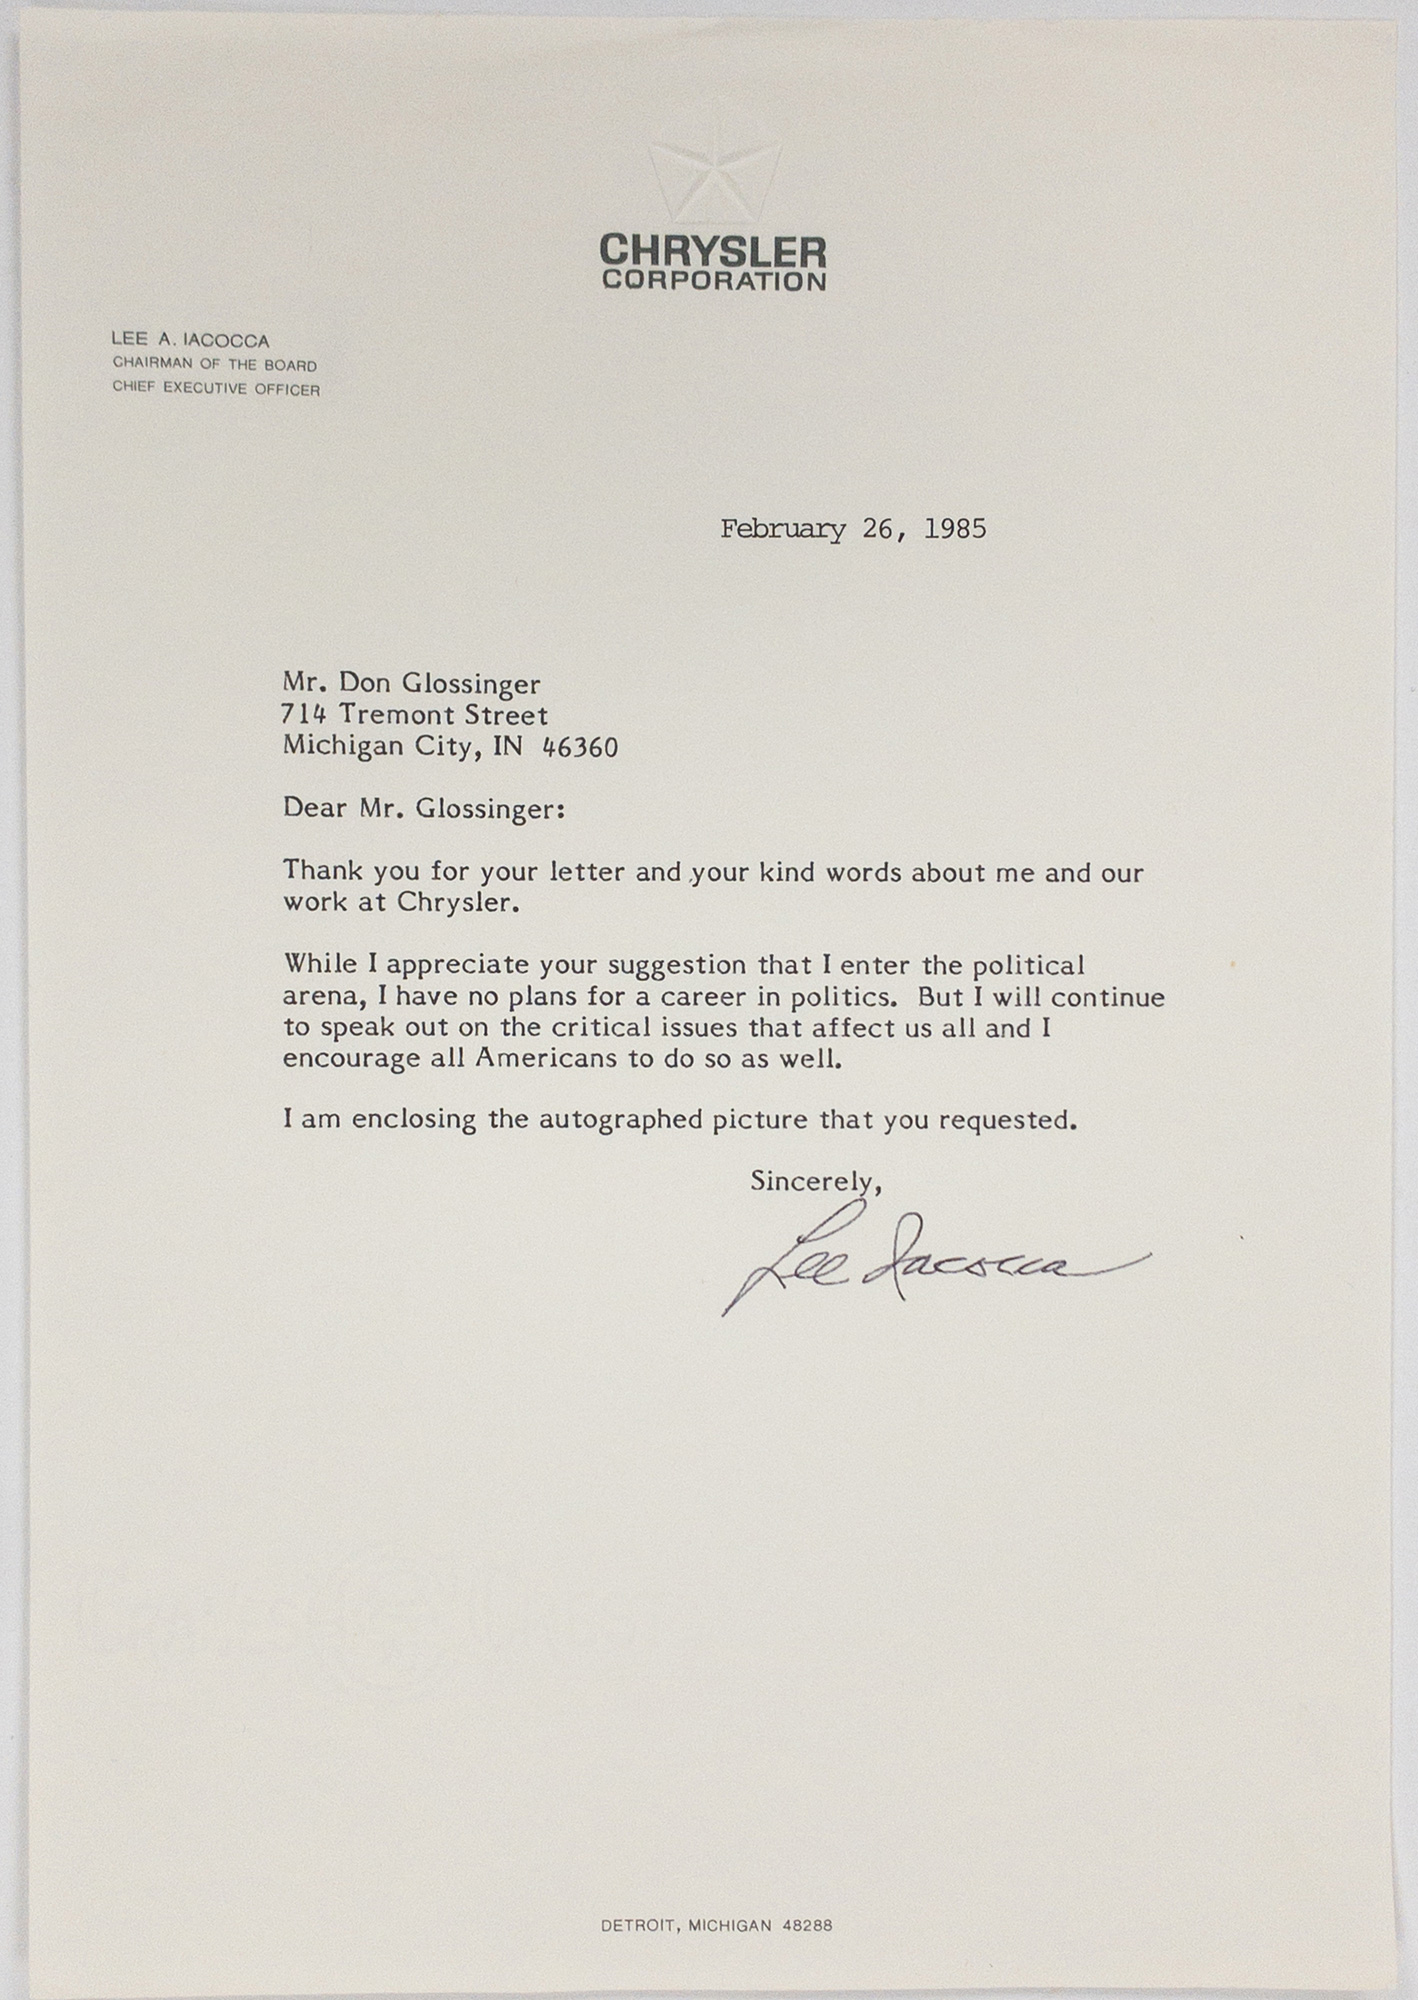 CHRYSLER
CORPORATION
LEE A. IACOCCA
CHAIRMAN OF THE BOARD
CHIEF EXECUTIVE OFFICER
February 26, 1985
Mr. Don Glossinger
714 Tremont Street
Michigan City, IN  46360
Dear Mr. Glossinger:
Thank you for your letter and your kind words about me and our
work at Chrysler.
While I appreciate your suggestion that I enter the political
arena, I have no plans for a career in politics.  But I will continue
to speak out on the critical issues that affect us all and I
encourage all Americans to do so as well.
I am enclosing the autographed picture that you requested.
Sincerely,
Lee Iacocca
DETROIT, MICHIGAN  48288